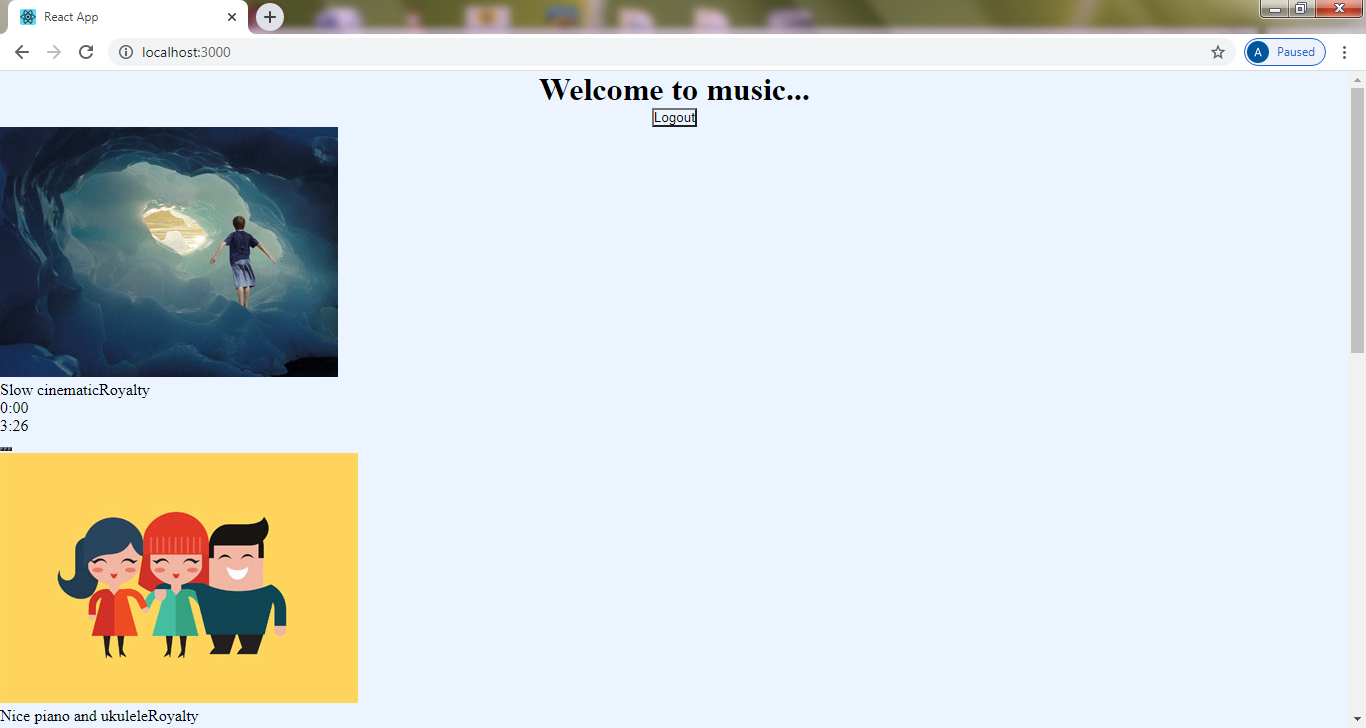 React App
localhost:3000
A Paused
Welcome to music...
Logout
Slow cinematicRoyalty
0:00
3:26
Nice piano and ukuleleRoyalty